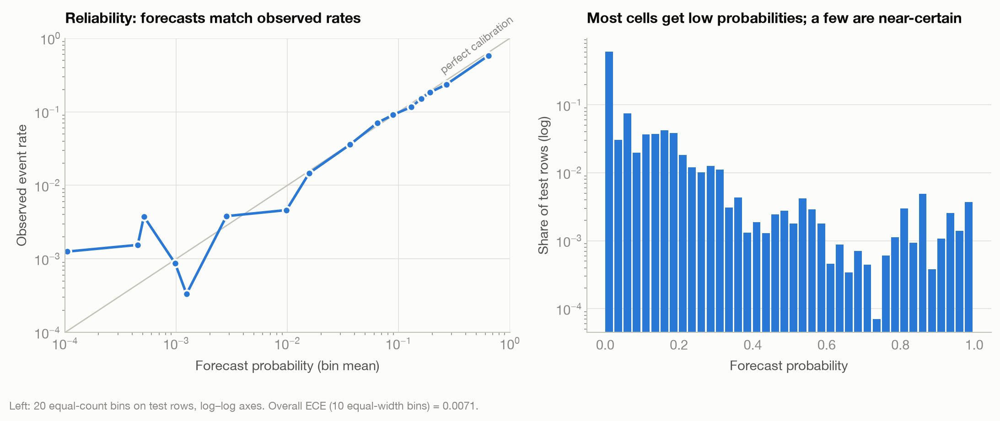 Reliability: forecasts match observed rates
perfect calibration
10⁰
10⁻¹
10⁻²
10⁻³
10⁻⁴
Observed event rate
10⁻⁴ 10⁻³ 10⁻² 10⁻¹ 10⁰
Forecast probability (bin mean)
Most cells get low probabilities; a few are near-certain
10⁻¹
10⁻²
10⁻³
10⁻⁴
Share of test rows (log)
0.0 0.2 0.4 0.6 0.8 1.0
Forecast probability
Left: 20 equal-count bins on test rows, log–log axes. Overall ECE (10 equal-width bins) = 0.0071.